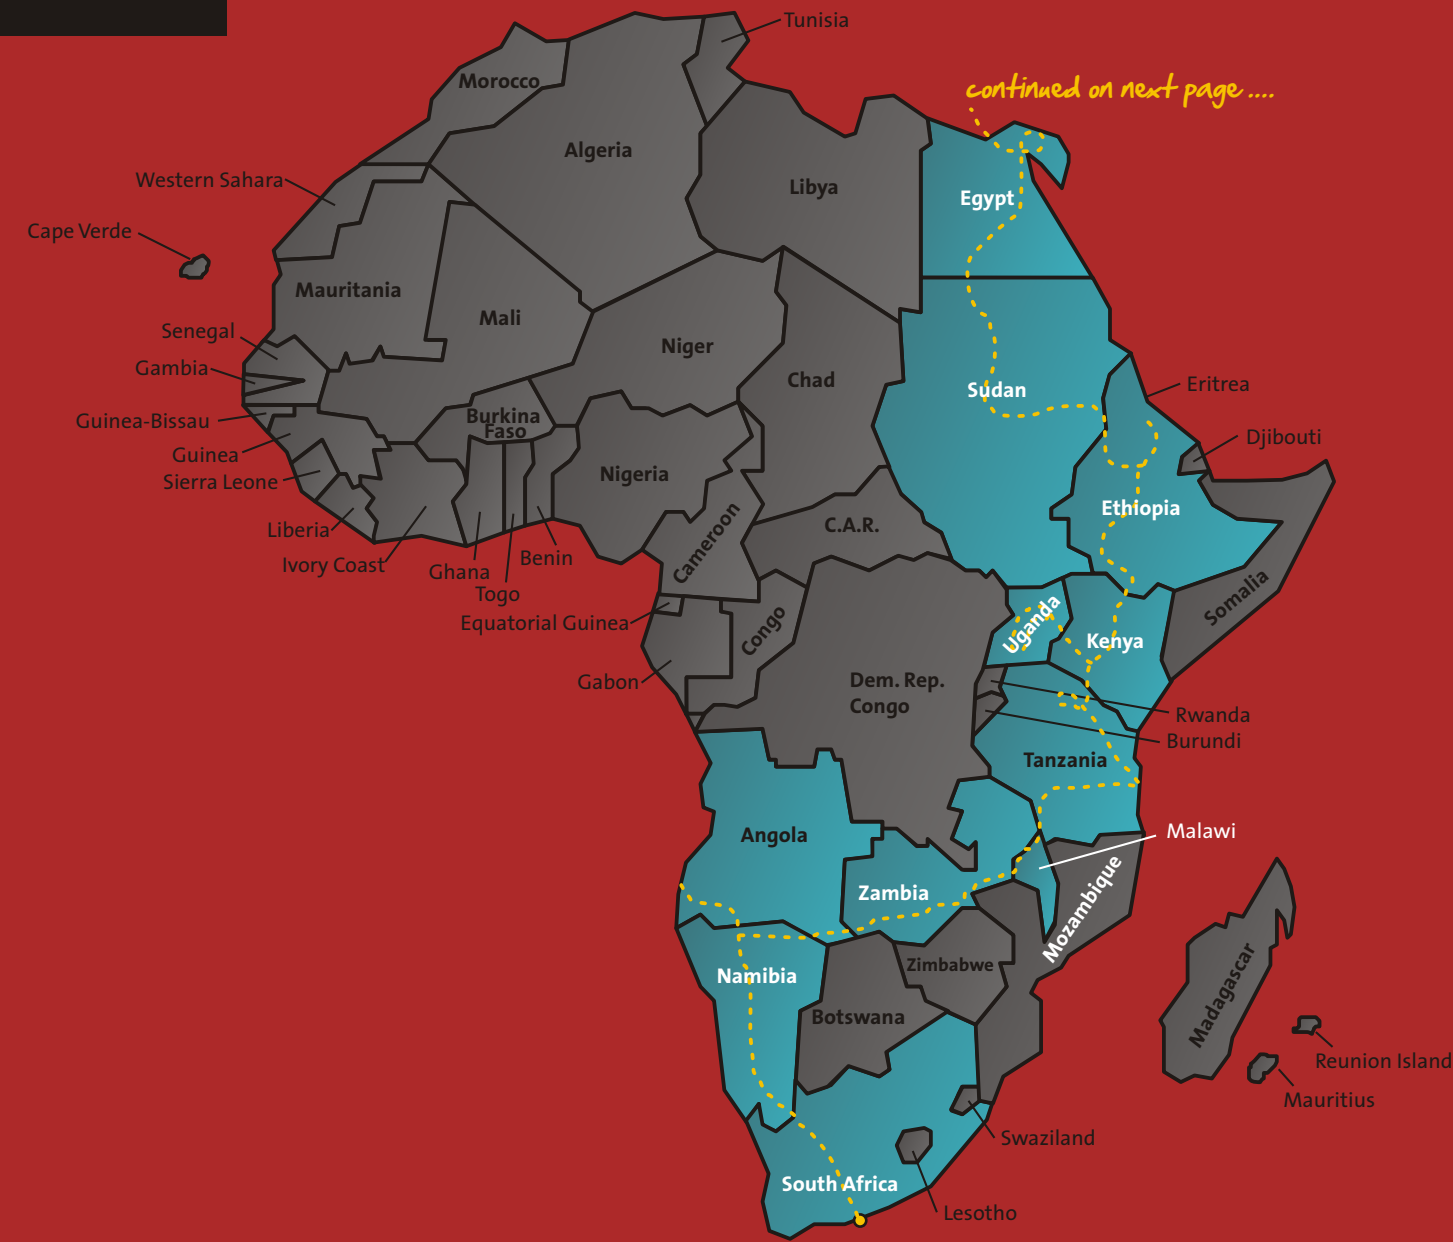 Tunisia
continued on next page ....
Morocco
Algeria
Western Sahara
Libya
Egypt
Cape Verde
Mauritania
Mali
Senegal
Niger
Gambia
Chad
Sudan
Eritrea
Guinea-Bissau
Burkina
Faso
Djibouti
Guinea
Nigeria
Sierra Leone
Ethiopia
Liberia
C.A.R.
Cameroon
Ivory Coast
Ghana
Benin
Togo
Somalia
Equatorial Guinea
Congo
Uganda
Kenya
Gabon
Dem. Rep.
Congo
Rwanda
Burundi
Tanzania
Angola
Malawi
Zambia
Mozambique
Namibia
Zimbabwe
Madagascar
Botswana
Reunion Island
Mauritius
Swaziland
South Africa
Lesotho